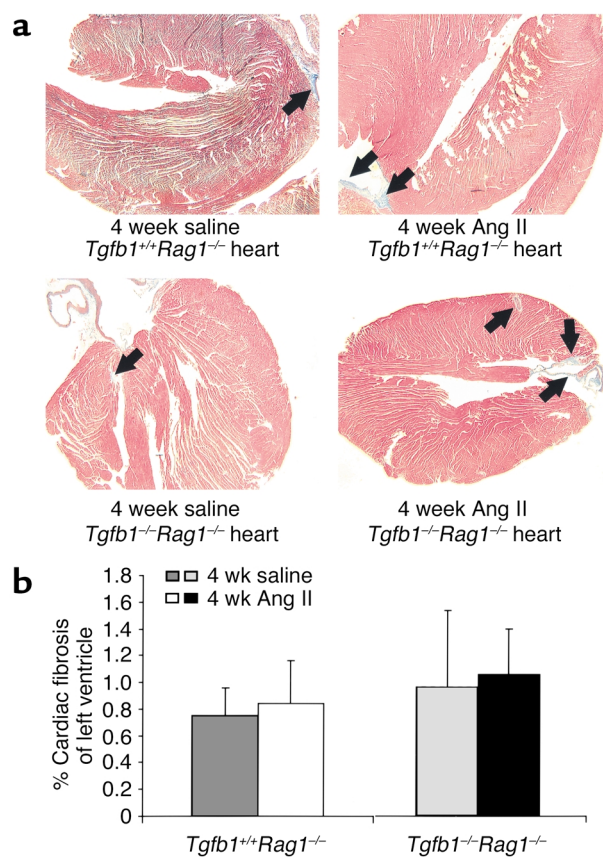 a
4 week saline
Tgfb1+/+Rag1–/– heart
4 week Ang II
Tgfb1+/+Rag1–/– heart
4 week saline
Tgfb1–/–Rag1–/– heart
4 week Ang II
Tgfb1–/–Rag1–/– heart
b
% Cardiac fibrosis
of left ventricle
1.8
1.6
1.4
1.2
1.0
0.8
0.6
0.4
0.2
0
4 wk saline
4 wk Ang II
Tgfb1+/+Rag1–/–
Tgfb1–/–Rag1–/–